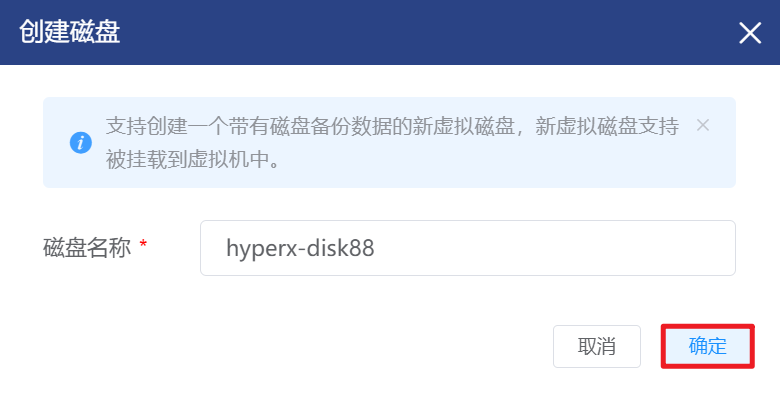 创建磁盘
支持创建一个带有磁盘备份数据的新虚拟磁盘，新虚拟磁盘支持
被挂载到虚拟机中。
磁盘名称 *
hyperx-disk88
取消
确定